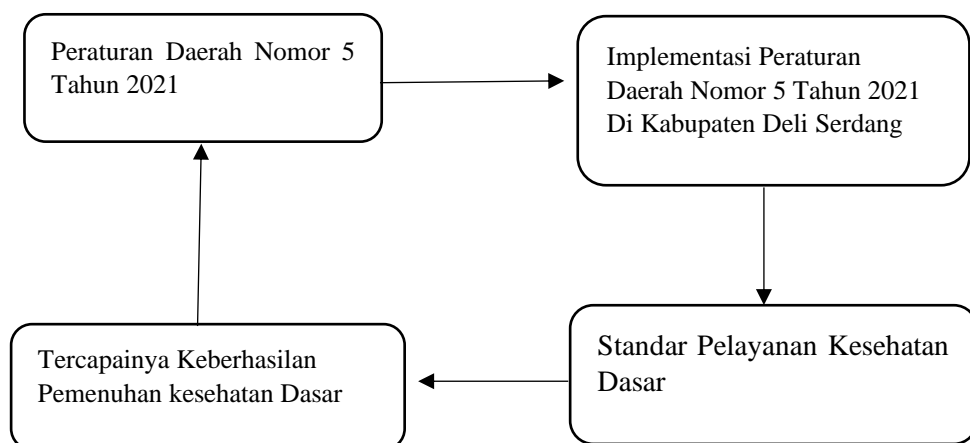 Peraturan Daerah Nomor 5
Tahun 2021
Implementasi Peraturan
Daerah Nomor 5 Tahun 2021
Di Kabupaten Deli Serdang
Tercapainya Keberhasilan
Pemenuhan kesehatan Dasar
Standar Pelayanan Kesehatan
Dasar